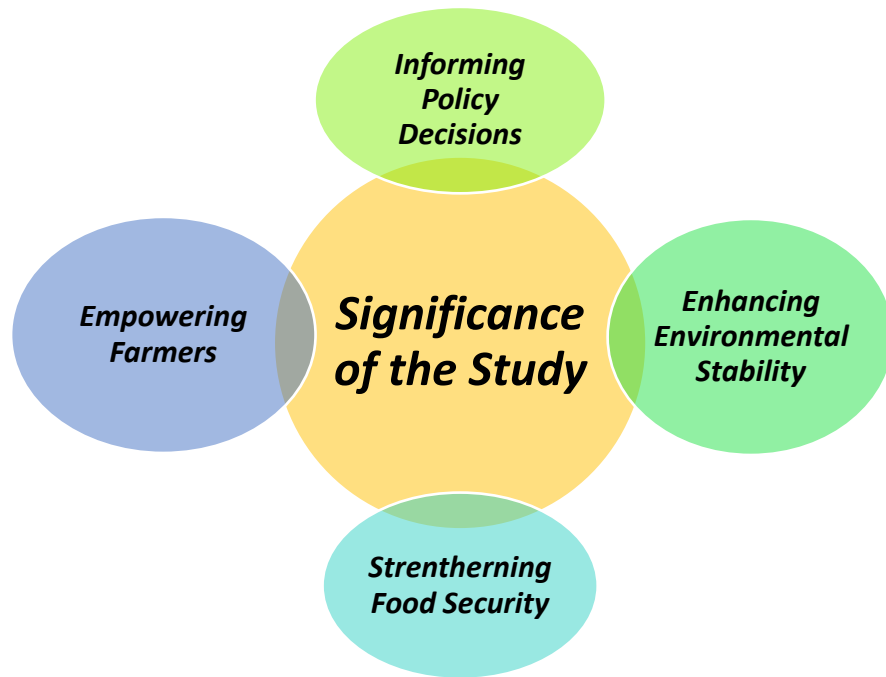 Informing
Policy
Decisions
Empowering
Farmers
Significance
of the Study
Enhancing
Environmental
Stability
Strentherning
Food Security